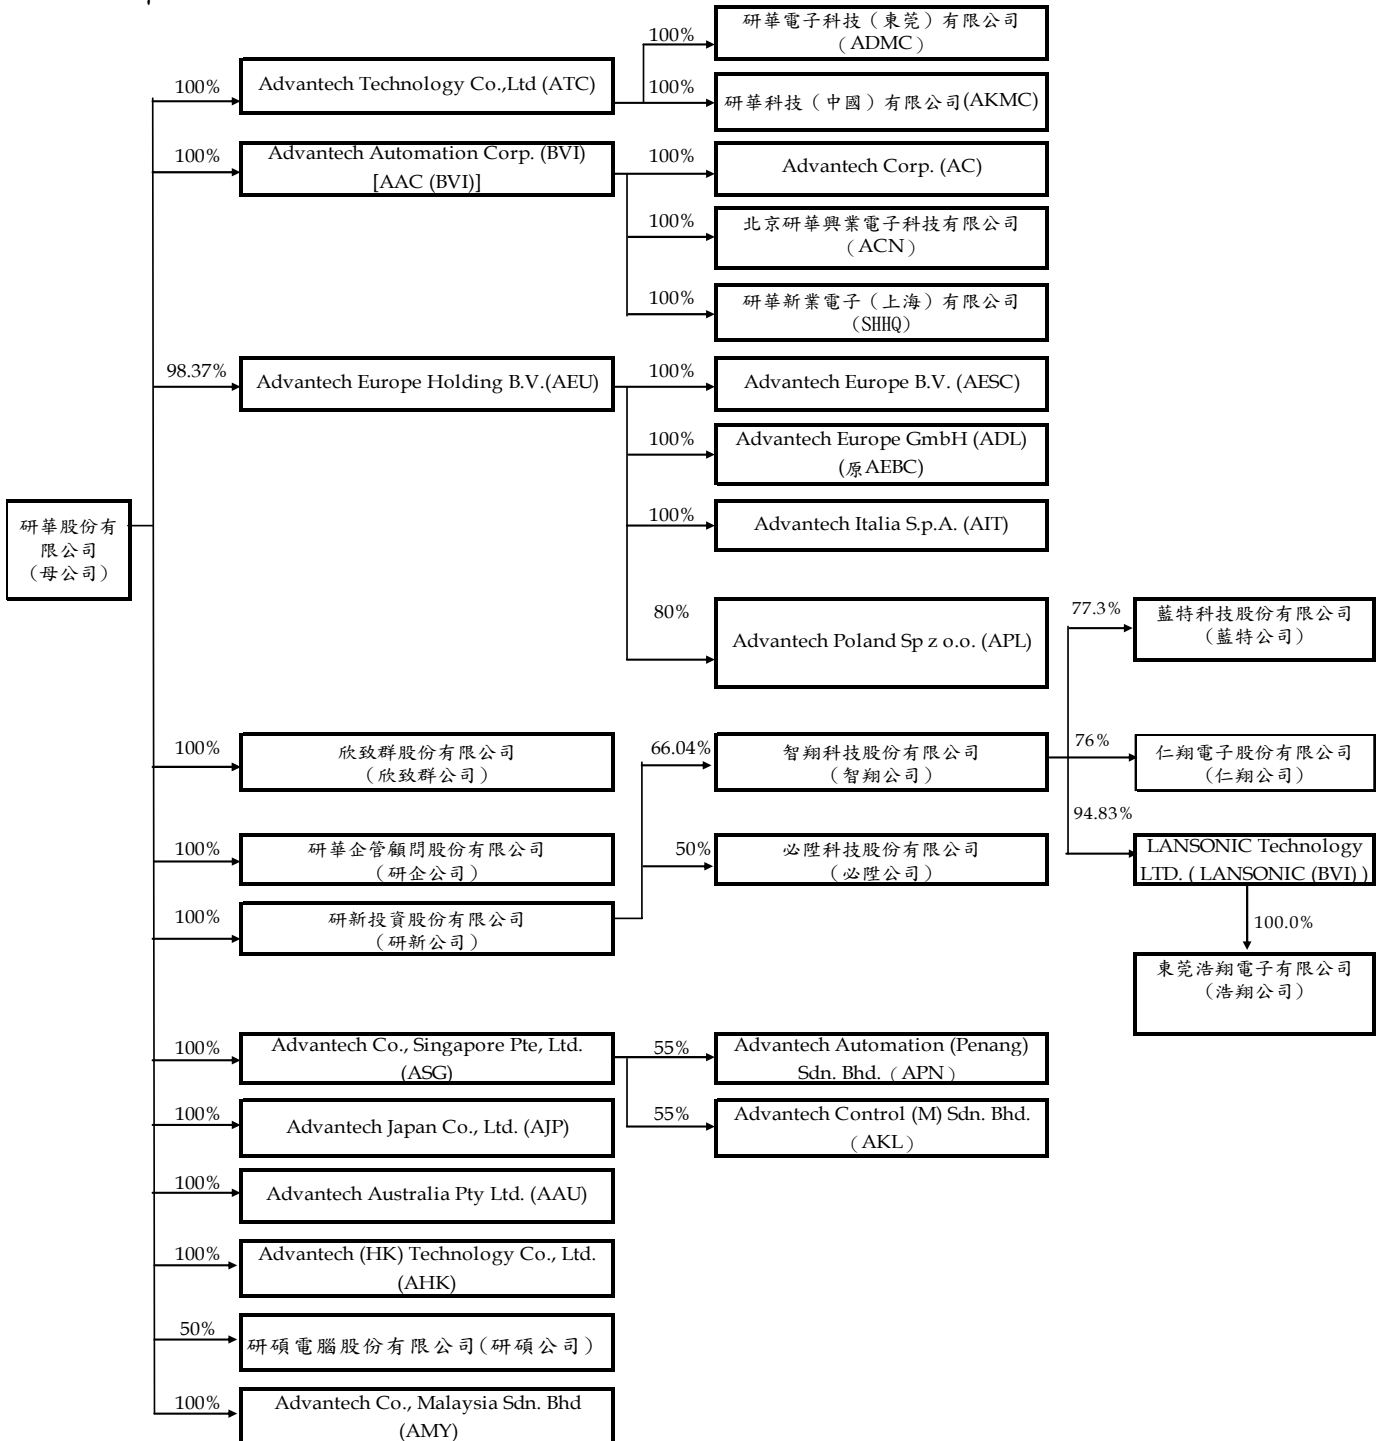 100%
研華電子科技（東莞）有限公司
（ADMC）
100%
Advantech Technology Co.,Ltd (ATC)
100%
研華科技（中國）有限公司(AKMC)
100%
Advantech Automation Corp. (BVI)
[AAC (BVI)]
100%
Advantech Corp. (AC)
100%
北京研華興業電子科技有限公司
（ACN）
100%
研華新業電子（上海）有限公司
(SHHQ)
98.37%
Advantech Europe Holding B.V.(AEU)
100%
Advantech Europe B.V. (AESC)
100%
Advantech Europe GmbH (ADL)
(原AEBC)
100%
Advantech Italia S.p.A. (AIT)
研華股份有
限公司
（母公司）
80%
Advantech Poland Sp z o.o. (APL)
77.3%
藍特科技股份有限公司
（藍特公司）
100%
欣致群股份有限公司
（欣致群公司）
66.04%
智翔科技股份有限公司
（智翔公司）
76%
仁翔電子股份有限公司
（仁翔公司）
94.83%
LANSONIC Technology
LTD. ( LANSONIC (BVI) )
100%
研華企管顧問股份有限公司
（研企公司）
50%
必陞科技股份有限公司
（必陞公司）
100%
研新投資股份有限公司
（研新公司）
100.0%
東莞浩翔電子有限公司
（浩翔公司）
100%
Advantech Co., Singapore Pte, Ltd.
(ASG)
55%
Advantech Automation (Penang)
Sdn. Bhd.（APN）
100%
Advantech Japan Co., Ltd. (AJP)
55%
Advantech Control (M) Sdn. Bhd.
（AKL）
100%
Advantech Australia Pty Ltd. (AAU)
100%
Advantech (HK) Technology Co., Ltd.
(AHK)
50%
研碩電腦股份有限公司(研碩公司）
100%
Advantech Co., Malaysia Sdn. Bhd
(AMY)